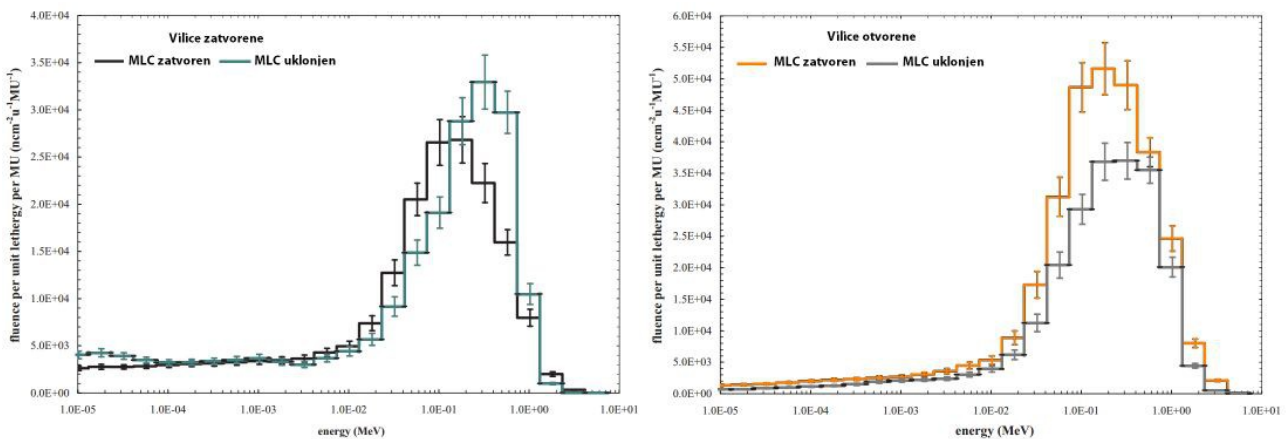 Vilice zatvorene
MLC zatvoren MLC uklonjen
fluence per unit lethergy per MU (ncm⁻²u⁻¹MU⁻¹)
4.0E+04
3.5E+04
3.0E+04
2.5E+04
2.0E+04
1.5E+04
1.0E+04
5.0E+03
0.0E+00
1.0E-05 1.0E-04 1.0E-03 1.0E-02 1.0E-01 1.0E+00 1.0E+01
energy (MeV)
Vilice otvorene
MLC zatvoren MLC uklonjen
fluence per unit lethergy per MU (ncm⁻²u⁻¹MU⁻¹)
6.0E+04
5.5E+04
5.0E+04
4.5E+04
4.0E+04
3.5E+04
3.0E+04
2.5E+04
2.0E+04
1.5E+04
1.0E+04
5.0E+03
0.0E+00
1.0E-05 1.0E-04 1.0E-03 1.0E-02 1.0E-01 1.0E+00 1.0E+01
energy (MeV)